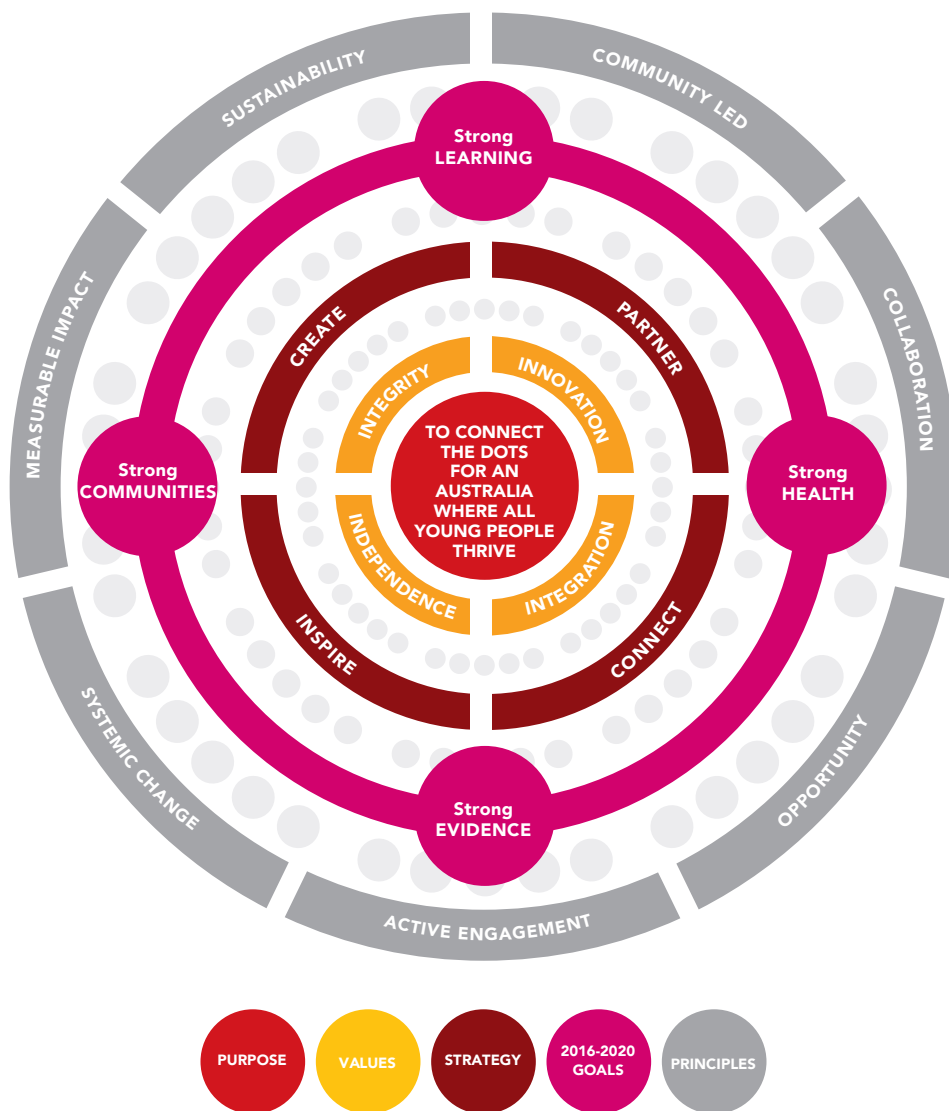 SUSTAINABILITY
COMMUNITY LED
COLLABORATION
OPPORTUNITY
ACTIVE ENGAGEMENT
SYSTEMIC CHANGE
MEASURABLE IMPACT
Strong
LEARNING
Strong
HEALTH
Strong
EVIDENCE
Strong
COMMUNITIES
CREATE
PARTNER
CONNECT
INSPIRE
INTEGRITY
INNOVATION
INTEGRATION
INDEPENDENCE
TO CONNECT
THE DOTS
FOR AN
AUSTRALIA
WHERE ALL
YOUNG PEOPLE
THRIVE
PURPOSE
VALUES
STRATEGY
2016-2020
GOALS
PRINCIPLES